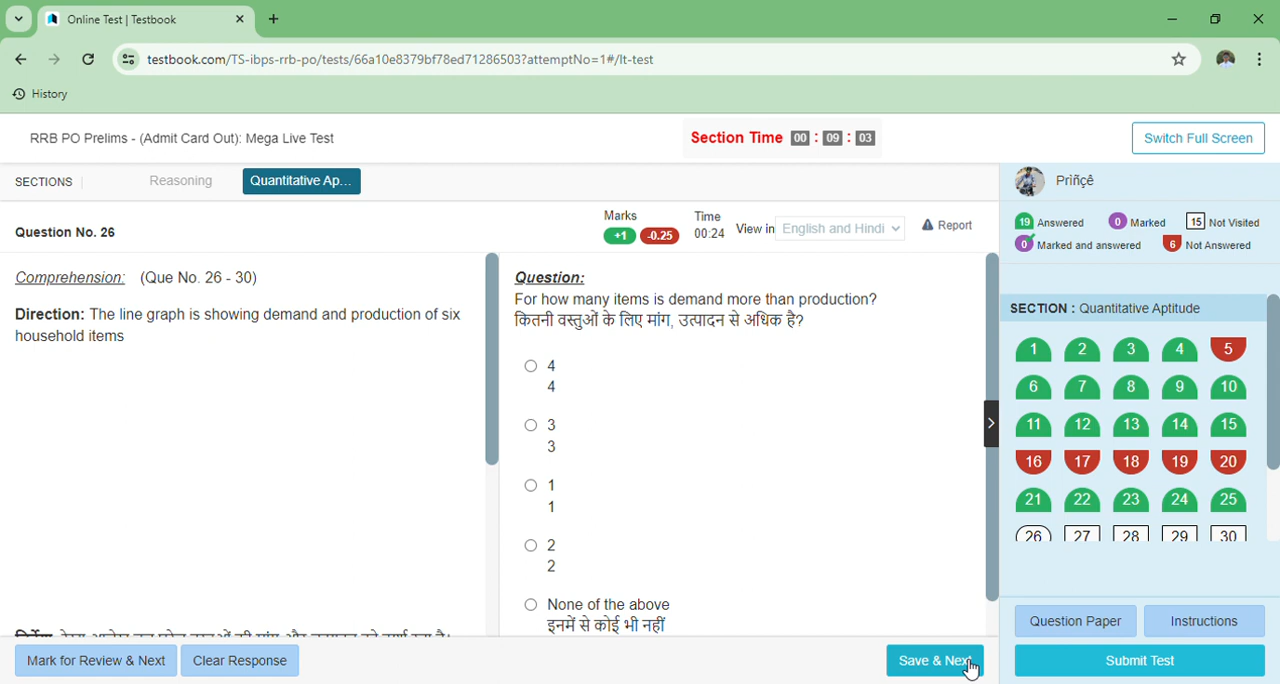 Online Test | Testbook
testbook.com/TS-ibps-rrb-po/tests/66a10e8379bf78ed71286503?attemptNo=1#/lt-test
History
RRB PO Prelims - (Admit Card Out): Mega Live Test
Section Time 00 : 09 : 03
Switch Full Screen
SECTIONS
Reasoning
Quantitative Ap...
Priñçê
Question No. 26
Marks
+1 -0.25
Time
00:24
View in English and Hindi
Report
19 Answered
0 Marked
15 Not Visited
0 Marked and answered
6 Not Answered
Comprehension: (Que No. 26 - 30)
Direction: The line graph is showing demand and production of six
household items
Question:
For how many items is demand more than production?
कितनी वस्तुओं के लिए मांग, उत्पादन से अधिक है?
4
4
3
3
1
1
2
2
None of the above
इनमें से कोई भी नहीं
SECTION : Quantitative Aptitude
1 2 3 4 5
6 7 8 9 10
11 12 13 14 15
16 17 18 19 20
21 22 23 24 25
26 27 28 29 30
Mark for Review & Next
Clear Response
Save & Next
Question Paper
Instructions
Submit Test